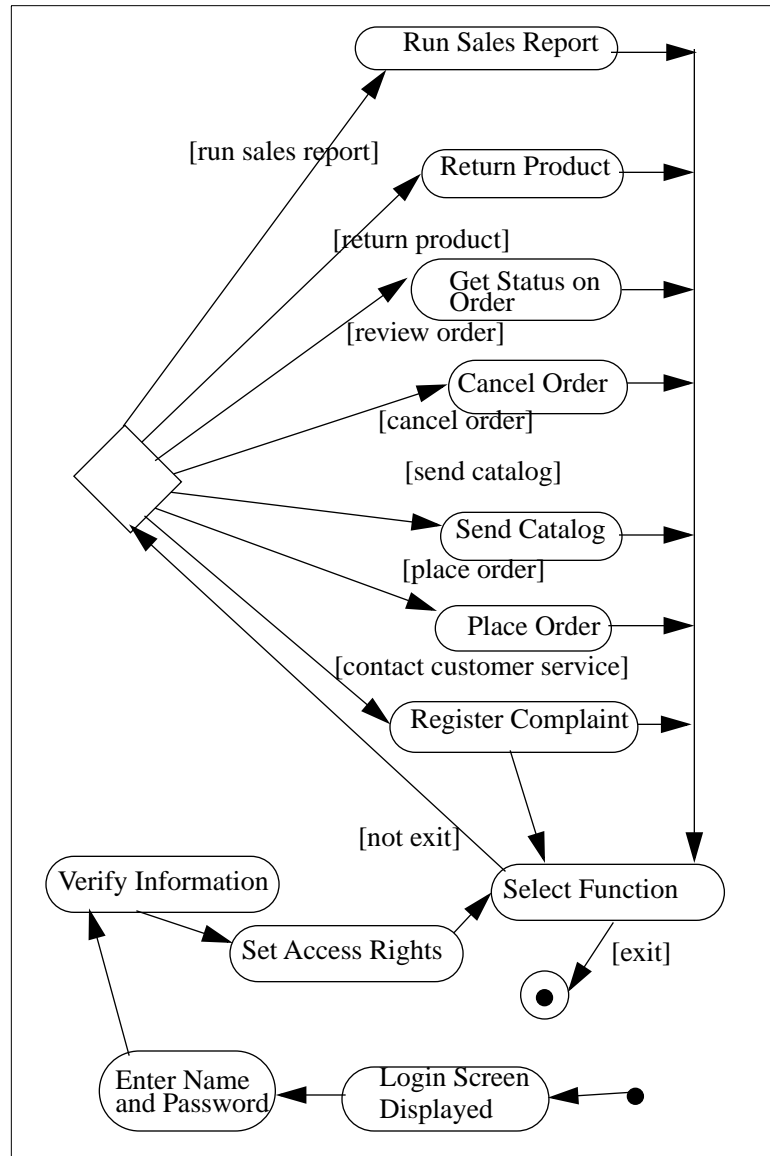 Run Sales Report
[run sales report]
Return Product
[return product]
Get Status on
Order
[review order]
Cancel Order
[cancel order]
[send catalog]
Send Catalog
[place order]
Place Order
[contact customer service]
Register Complaint
[not exit]
Verify Information
Select Function
Set Access Rights
[exit]
Enter Name
and Password
Login Screen
Displayed